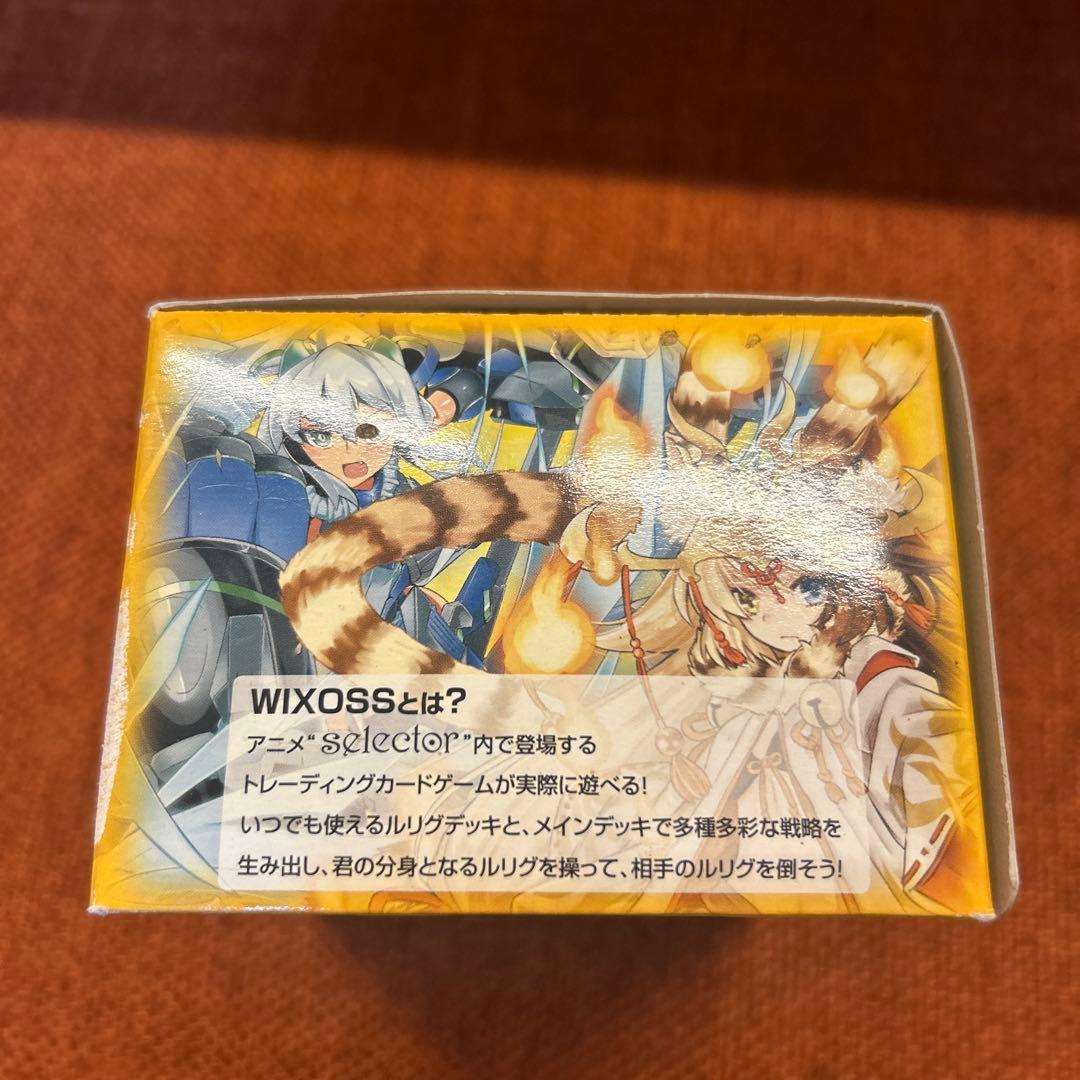 WIXOSSとは?
アニメ“selector”内で登場する
トレーディングカードゲームが実際に遊べる!
いつでも使えるルリグデッキと、メインデッキで多種多彩な戦略を
生み出し、君の分身となるルリグを操って、相手のルリグを倒そう!